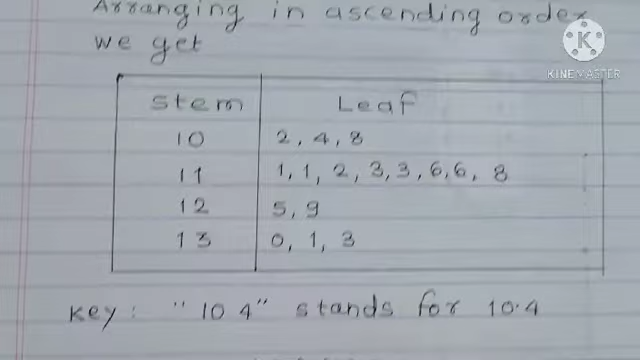 Arranging in ascending order
we get
KINEMASTER
Stem Leaf
10 2, 4, 8
11 1, 1, 2, 3, 3, 6, 6, 8
12 5, 9
13 0, 1, 3
Key: "10 4" stands for 10.4